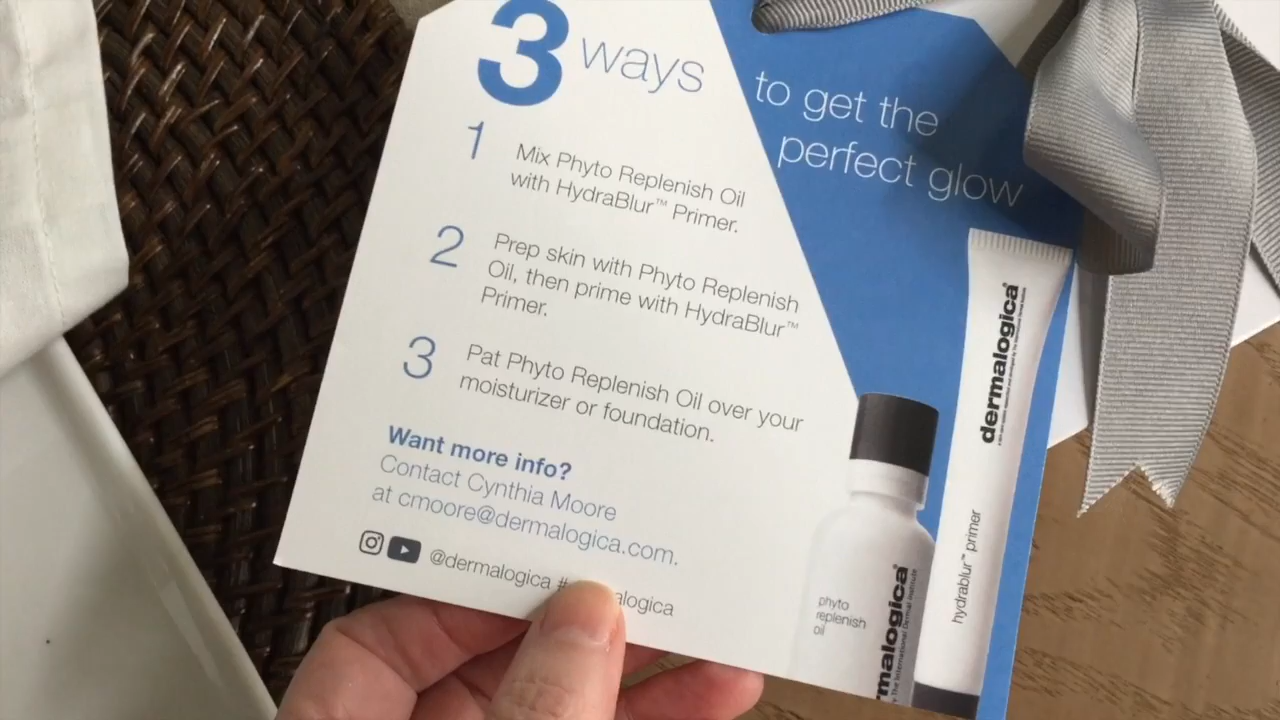 3 ways
to get the
perfect glow
1 Mix Phyto Replenish Oil
with HydraBlur™ Primer.
2 Prep skin with Phyto Replenish
Oil, then prime with HydraBlur™
Primer.
3 Pat Phyto Replenish Oil over your
moisturizer or foundation.
Want more info?
Contact Cynthia Moore
at cmoore@dermalogica.com.
@dermalogica #
alogica
phyto
replenish
oil
malogica
dermalogica
hydrablur™ primer